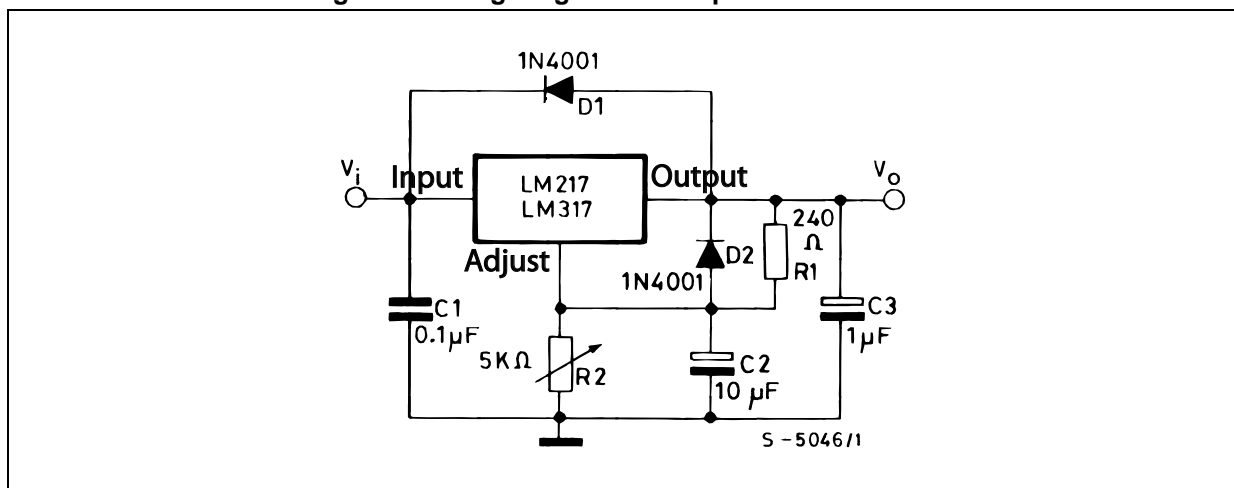 1N4001
D1
Vi
Input
LM217
LM317
Output
Vo
240
Ω
R1
Adjust
D2
1N4001
C1
0.1µF
C3
1µF
5KΩ
R2
C2
10 µF
S-5046/1